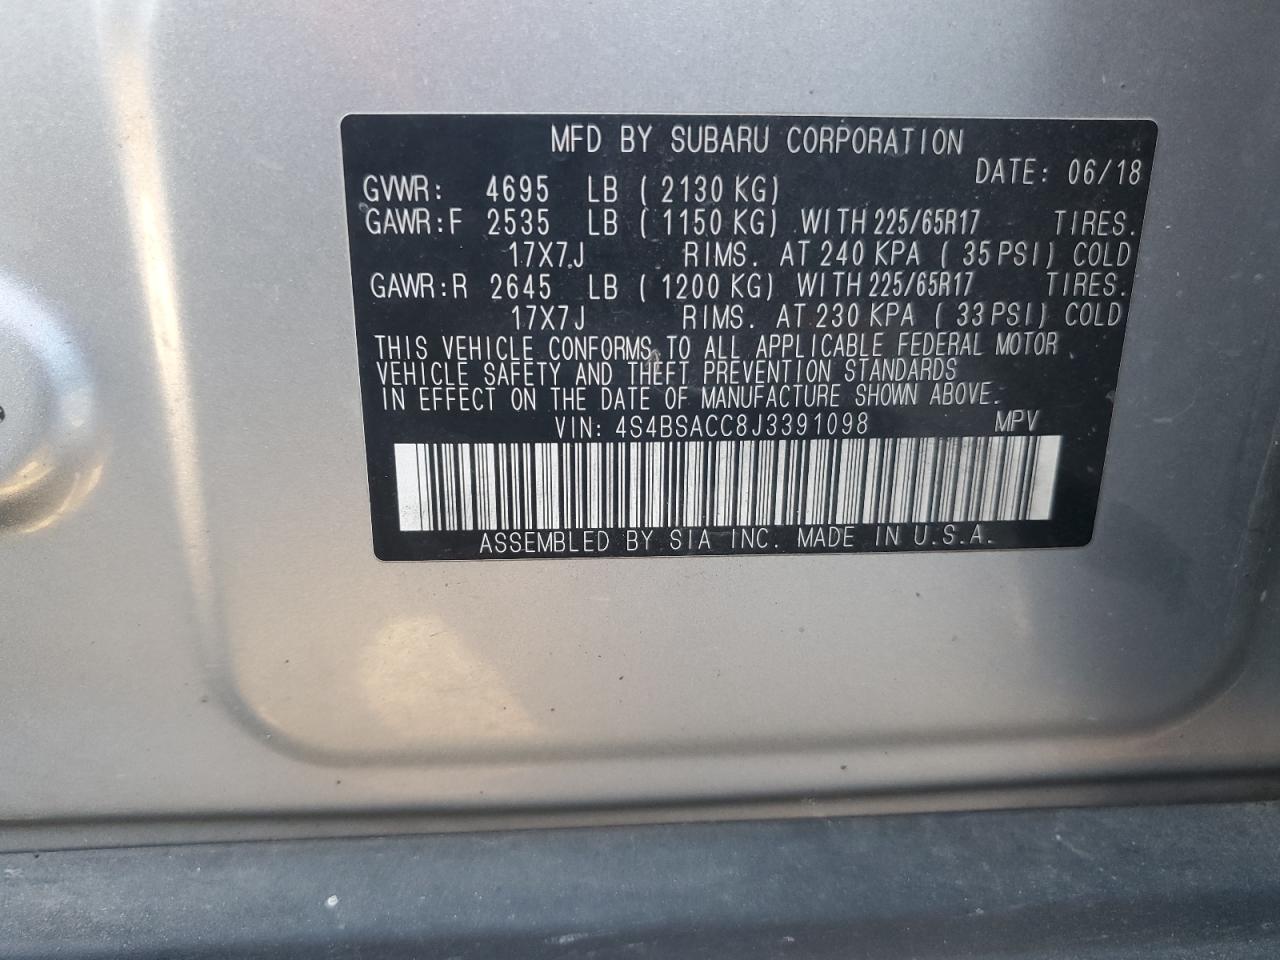 MFD BY SUBARU CORPORATION
DATE: 06/18
GVWR: 4695 LB ( 2130 KG)
GAWR:F 2535 LB ( 1150 KG) WITH 225/65R17 TIRES.
17X7J RIMS. AT 240 KPA ( 35 PSI) COLD
GAWR:R 2645 LB ( 1200 KG) WITH 225/65R17 TIRES.
17X7J RIMS. AT 230 KPA ( 33 PSI) COLD
THIS VEHICLE CONFORMS TO ALL APPLICABLE FEDERAL MOTOR
VEHICLE SAFETY AND THEFT PREVENTION STANDARDS
IN EFFECT ON THE DATE OF MANUFACTURE SHOWN ABOVE.
VIN: 4S4BSACC8J3391098 MPV
ASSEMBLED BY SIA INC. MADE IN U.S.A.